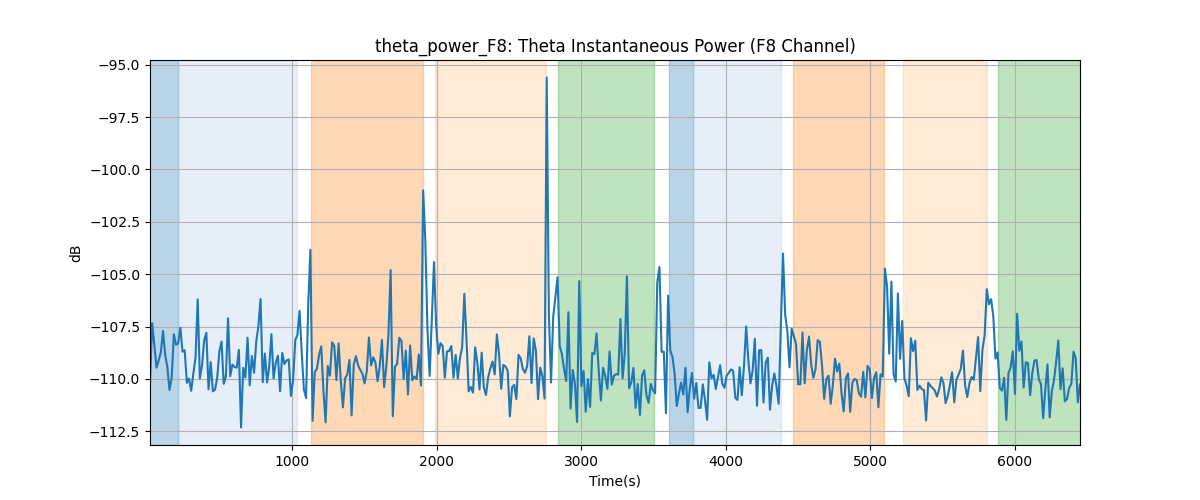 theta_power_F8: Theta Instantaneous Power (F8 Channel)
−95.0
−97.5
−100.0
−102.5
−105.0
−107.5
−110.0
−112.5
dB
1000 2000 3000 4000 5000 6000
Time(s)